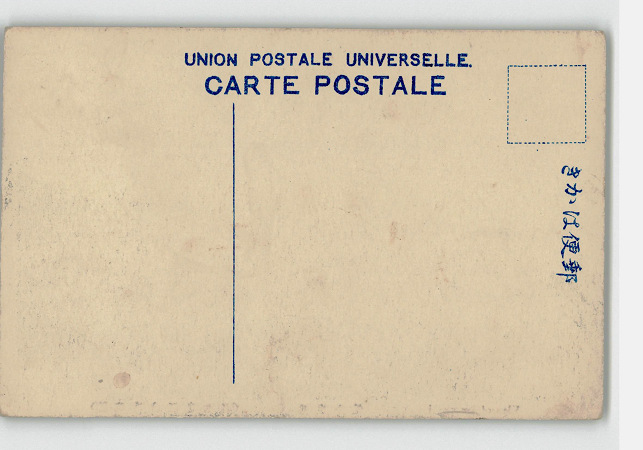 UNION POSTALE UNIVERSELLE.
CARTE POSTALE
きかは便郵